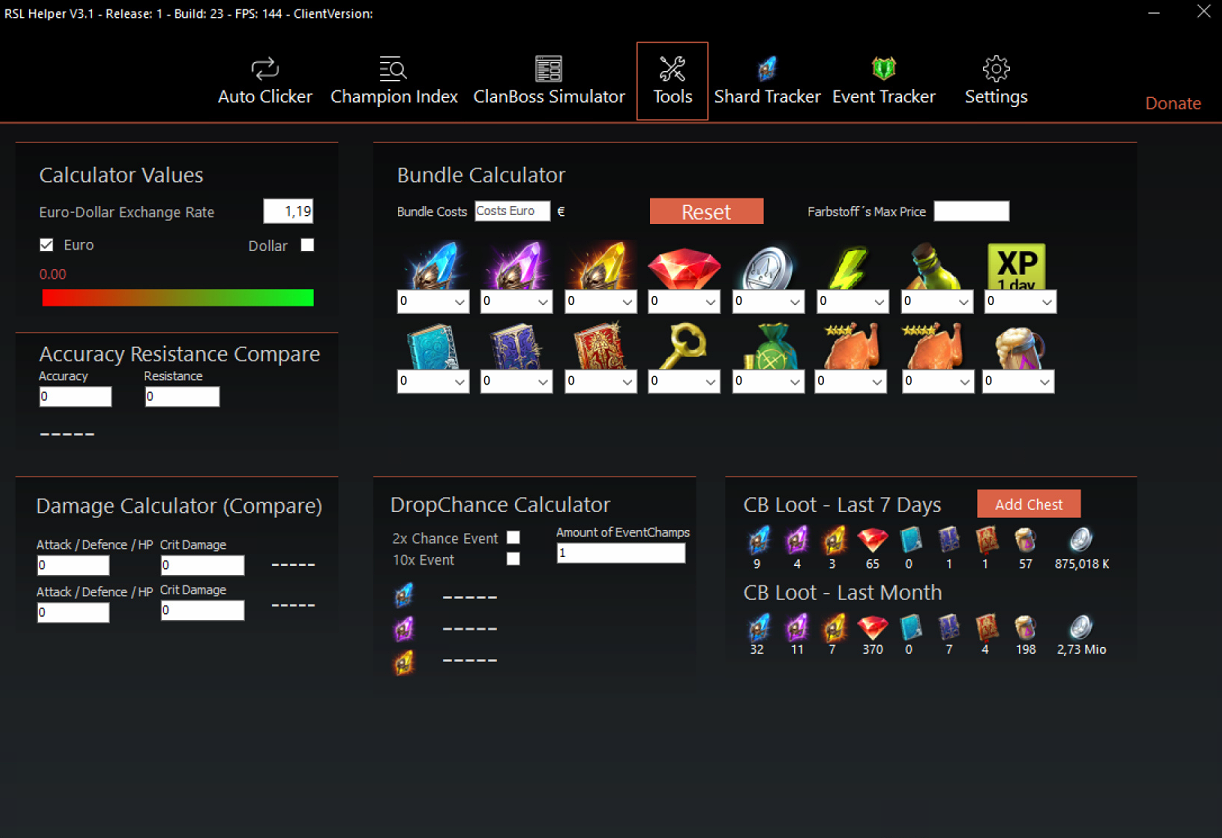 RSL Helper V3.1 - Release: 1 - Build: 23 - FPS: 144 - ClientVersion:
Auto Clicker Champion Index ClanBoss Simulator Tools Shard Tracker Event Tracker Settings Donate
Calculator Values
Euro-Dollar Exchange Rate 1,19
Euro Dollar
0.00
Bundle Calculator
Bundle Costs Costs Euro € Reset Farbstoff´s Max Price
XP
1 day
0 0 0 0 0 0 0 0
0 0 0 0 0 0 0 0
Accuracy Resistance Compare
Accuracy Resistance
0 0
-----
Damage Calculator (Compare)
Attack / Defence / HP Crit Damage
0 0 -----
Attack / Defence / HP Crit Damage
0 0 -----
DropChance Calculator
2x Chance Event Amount of EventChamps
10x Event 1
-----
-----
-----
CB Loot - Last 7 Days Add Chest
9 4 3 65 0 1 1 57 875,018 K
CB Loot - Last Month
32 11 7 370 0 7 4 198 2,73 Mio